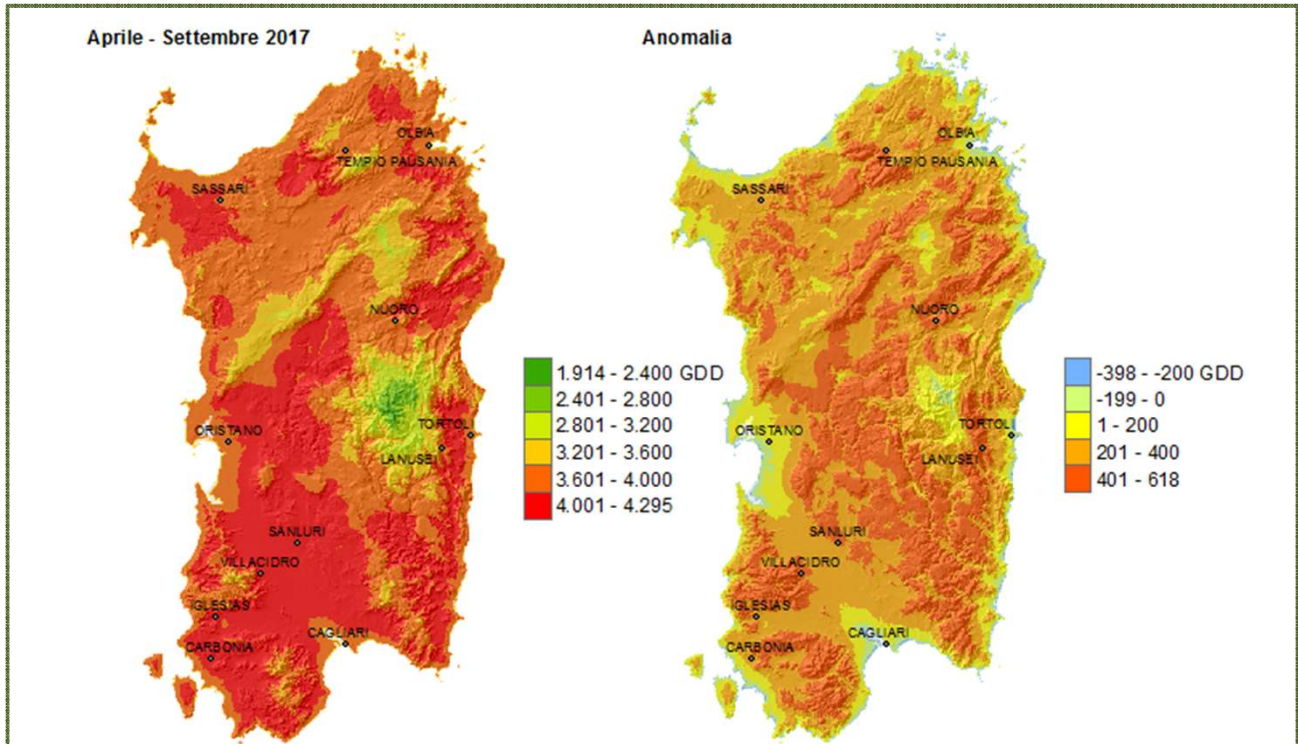 Aprile - Settembre 2017
OLBIA
TEMPIO PAUSANIA
SASSARI
NUORO
ORISTANO
TORTOLI
LANUSEI
SANLURI
VILLACIDRO
IGLESIAS
CAGLIARI
CARBONIA
1.914 - 2.400 GDD
2.401 - 2.800
2.801 - 3.200
3.201 - 3.600
3.601 - 4.000
4.001 - 4.295
Anomalia
OLBIA
TEMPIO PAUSANIA
SASSARI
NUORO
ORISTANO
TORTOLI
LANUSEI
SANLURI
VILLACIDRO
IGLESIAS
CAGLIARI
CARBONIA
-398 - -200 GDD
-199 - 0
1 - 200
201 - 400
401 - 618